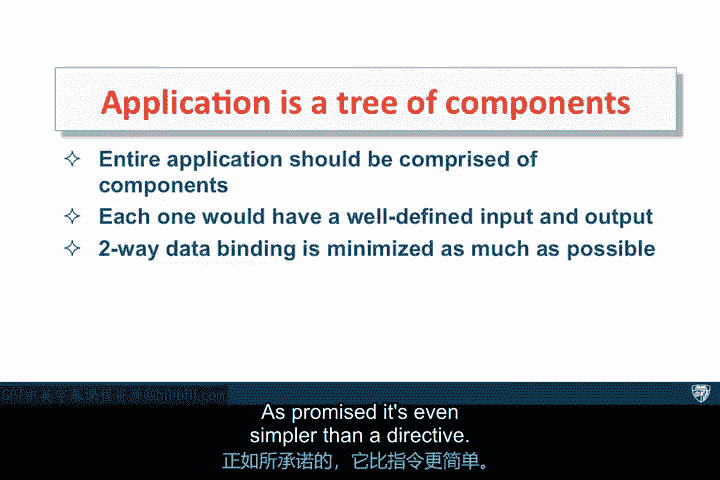 Application is a tree of components
✧ Entire application should be comprised of
components
✧ Each one would have a well-defined input and output
✧ 2-way data binding is minimized as much as possible
As promised it's even
simpler than a directive.
正如所承诺的，它比指令更简单。